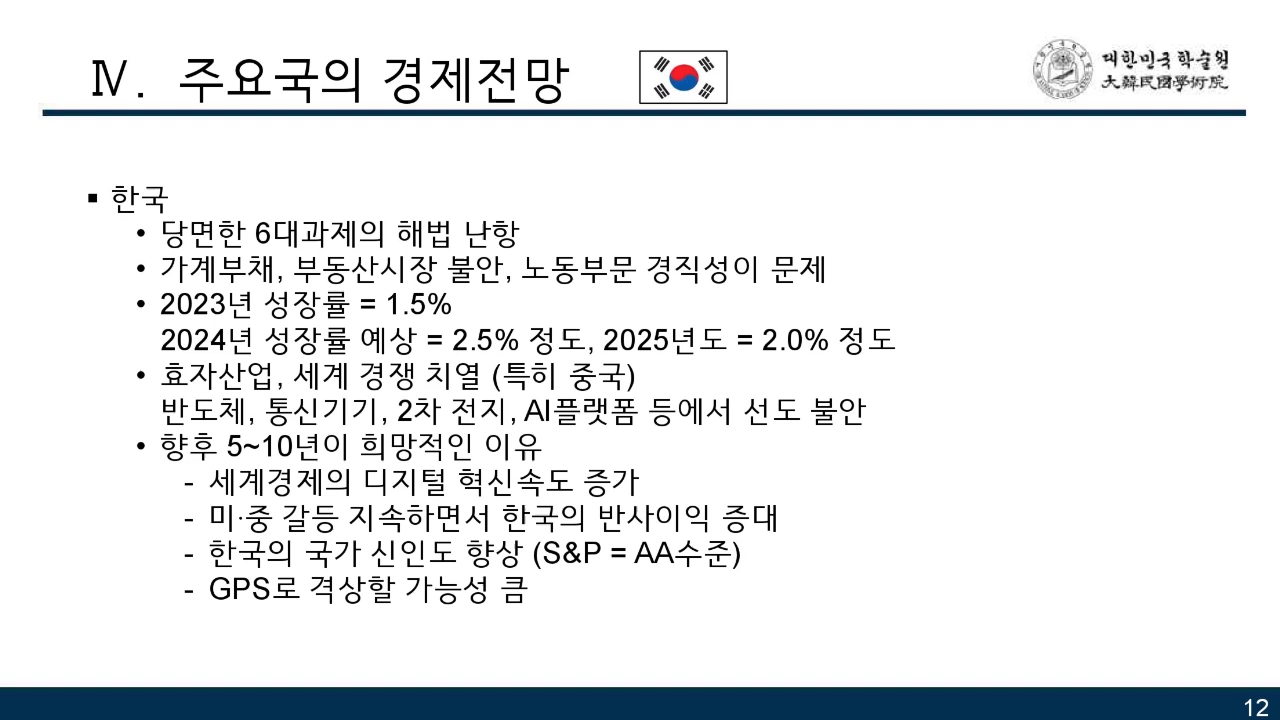 Ⅳ. 주요국의 경제전망
대한민국학술원
大韓民國學術院
▪ 한국
• 당면한 6대과제의 해법 난항
• 가계부채, 부동산시장 불안, 노동부문 경직성이 문제
• 2023년 성장률 = 1.5%
2024년 성장률 예상 = 2.5% 정도, 2025년도 = 2.0% 정도
• 효자산업, 세계 경쟁 치열 (특히 중국)
반도체, 통신기기, 2차 전지, AI플랫폼 등에서 선도 불안
• 향후 5~10년이 희망적인 이유
- 세계경제의 디지털 혁신속도 증가
- 미·중 갈등 지속하면서 한국의 반사이익 증대
- 한국의 국가 신인도 향상 (S&P = AA수준)
- GPS로 격상할 가능성 큼
12